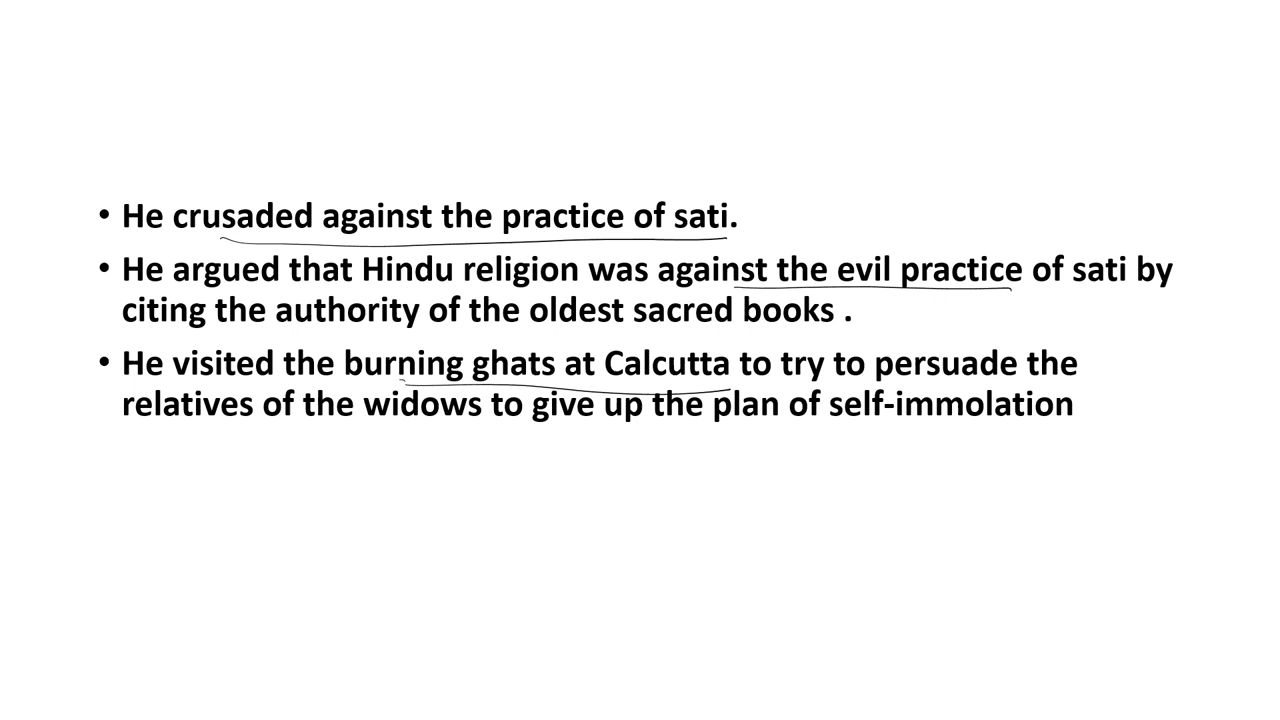 • He crusaded against the practice of sati.
• He argued that Hindu religion was against the evil practice of sati by
citing the authority of the oldest sacred books .
• He visited the burning ghats at Calcutta to try to persuade the
relatives of the widows to give up the plan of self-immolation